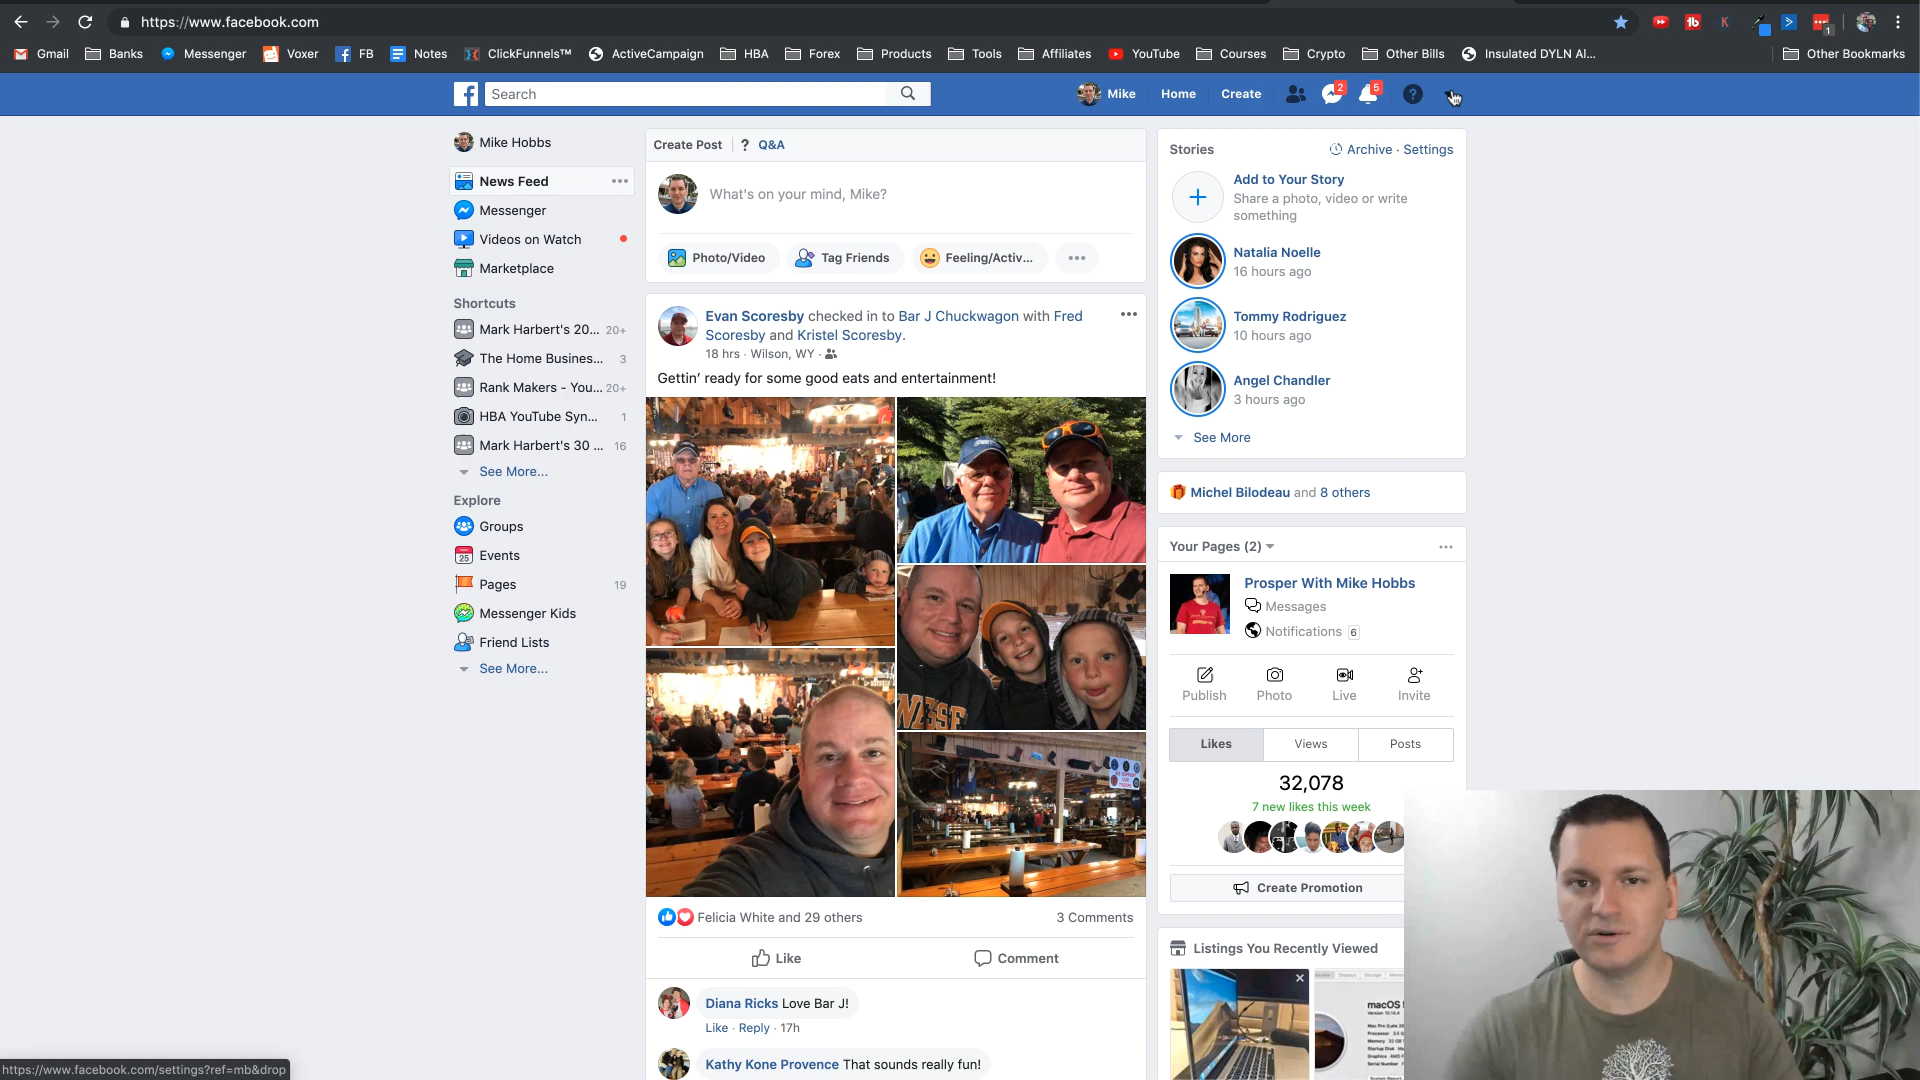 https://www.facebook.com
1
Gmail Banks Messenger Voxer FB Notes ClickFunnels™ ActiveCampaign HBA Forex Products Tools Affiliates YouTube Courses Crypto Other Bills Insulated DYLN Al... Other Bookmarks
Search
Mike Home Create 2 5 ?
Mike Hobbs
News Feed
Messenger
Videos on Watch
Marketplace
Shortcuts
Mark Harbert's 20... 20+
The Home Busines... 3
Rank Makers - You... 20+
HBA YouTube Syn... 1
Mark Harbert's 30 ... 16
See More...
Explore
Groups
25 Events
Pages 19
Messenger Kids
Friend Lists
See More...
Create Post ? Q&A
What's on your mind, Mike?
Photo/Video Tag Friends Feeling/Activ...
Evan Scoresby checked in to Bar J Chuckwagon with Fred
Scoresby and Kristel Scoresby.
18 hrs · Wilson, WY ·
Gettin’ ready for some good eats and entertainment!
Felicia White and 29 others 3 Comments
Like Comment
Diana Ricks Love Bar J!
Like · Reply · 17h
Kathy Kone Provence That sounds really fun!
Stories Archive · Settings
Add to Your Story
Share a photo, video or write
something
Natalia Noelle
16 hours ago
Tommy Rodriguez
10 hours ago
Angel Chandler
3 hours ago
See More
Michel Bilodeau and 8 others
Your Pages (2)
Prosper With Mike Hobbs
Messages
Notifications 6
Publish Photo Live Invite
Likes Views Posts
32,078
7 new likes this week
Create Promotion
Listings You Recently Viewed
macOS
https://www.facebook.com/settings?ref=mb&drop